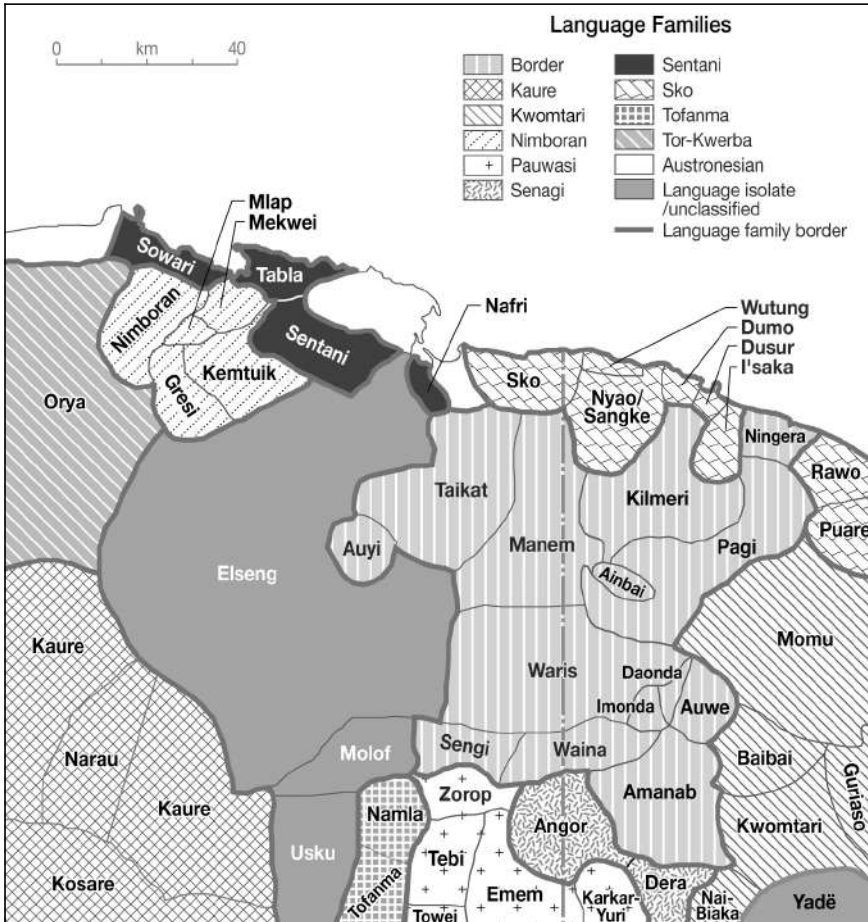 Language Families
0 km 40
Border
Kaure
Kwomtari
Nimboran
Pauwasi
Senagi
Sentani
Sko
Tofanma
Tor-Kwerba
Austronesian
Language isolate
/unclassified
Language family border
Mlap
Mekwei
Sowari
Tabla
Nafri
Wutung
Dumo
Dusur
I'saka
Nimboran
Sentani
Sko
Nyao/
Sangke
Orya
Gresi
Kemtuik
Ningera
Rawo
Taikat
Kilmeri
Puare
Auyi
Manem
Pagi
Elseng
Ainbai
Kaure
Momu
Waris
Daonda
Imonda
Auwe
Narau
Molof
Sengi
Waina
Baibai
Guriaso
Kaure
Zorop
Amanab
Namla
Angor
Kwomtari
Usku
Tebi
Kosare
Tofanma
Emem
Dera
Towei
Karkar-
Yuri
Nai-
Biaka
Yadë